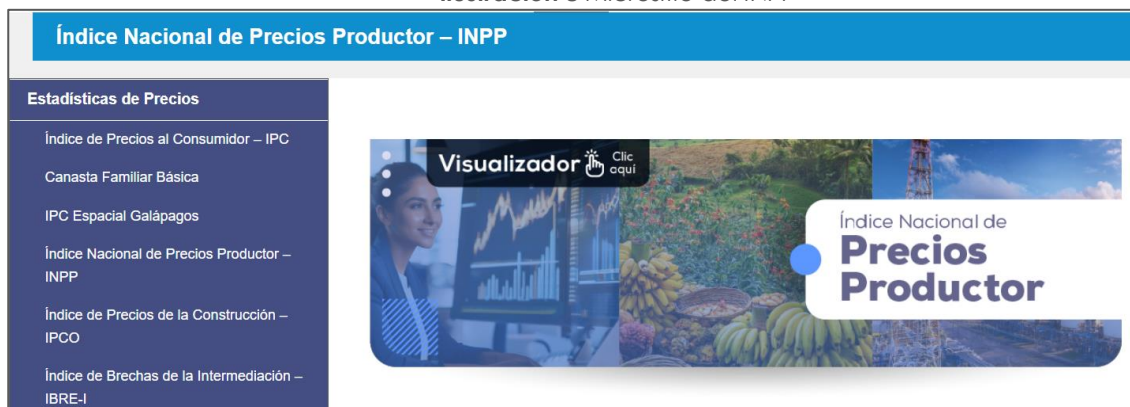 Índice Nacional de Precios Productor – INPP
Estadísticas de Precios
Índice de Precios al Consumidor – IPC
Canasta Familiar Básica
IPC Espacial Galápagos
Índice Nacional de Precios Productor –
INPP
Índice de Precios de la Construcción –
IPCO
Índice de Brechas de la Intermediación –
IBRE-I
Visualizador Clic
aquí
Índice Nacional de
Precios
Productor